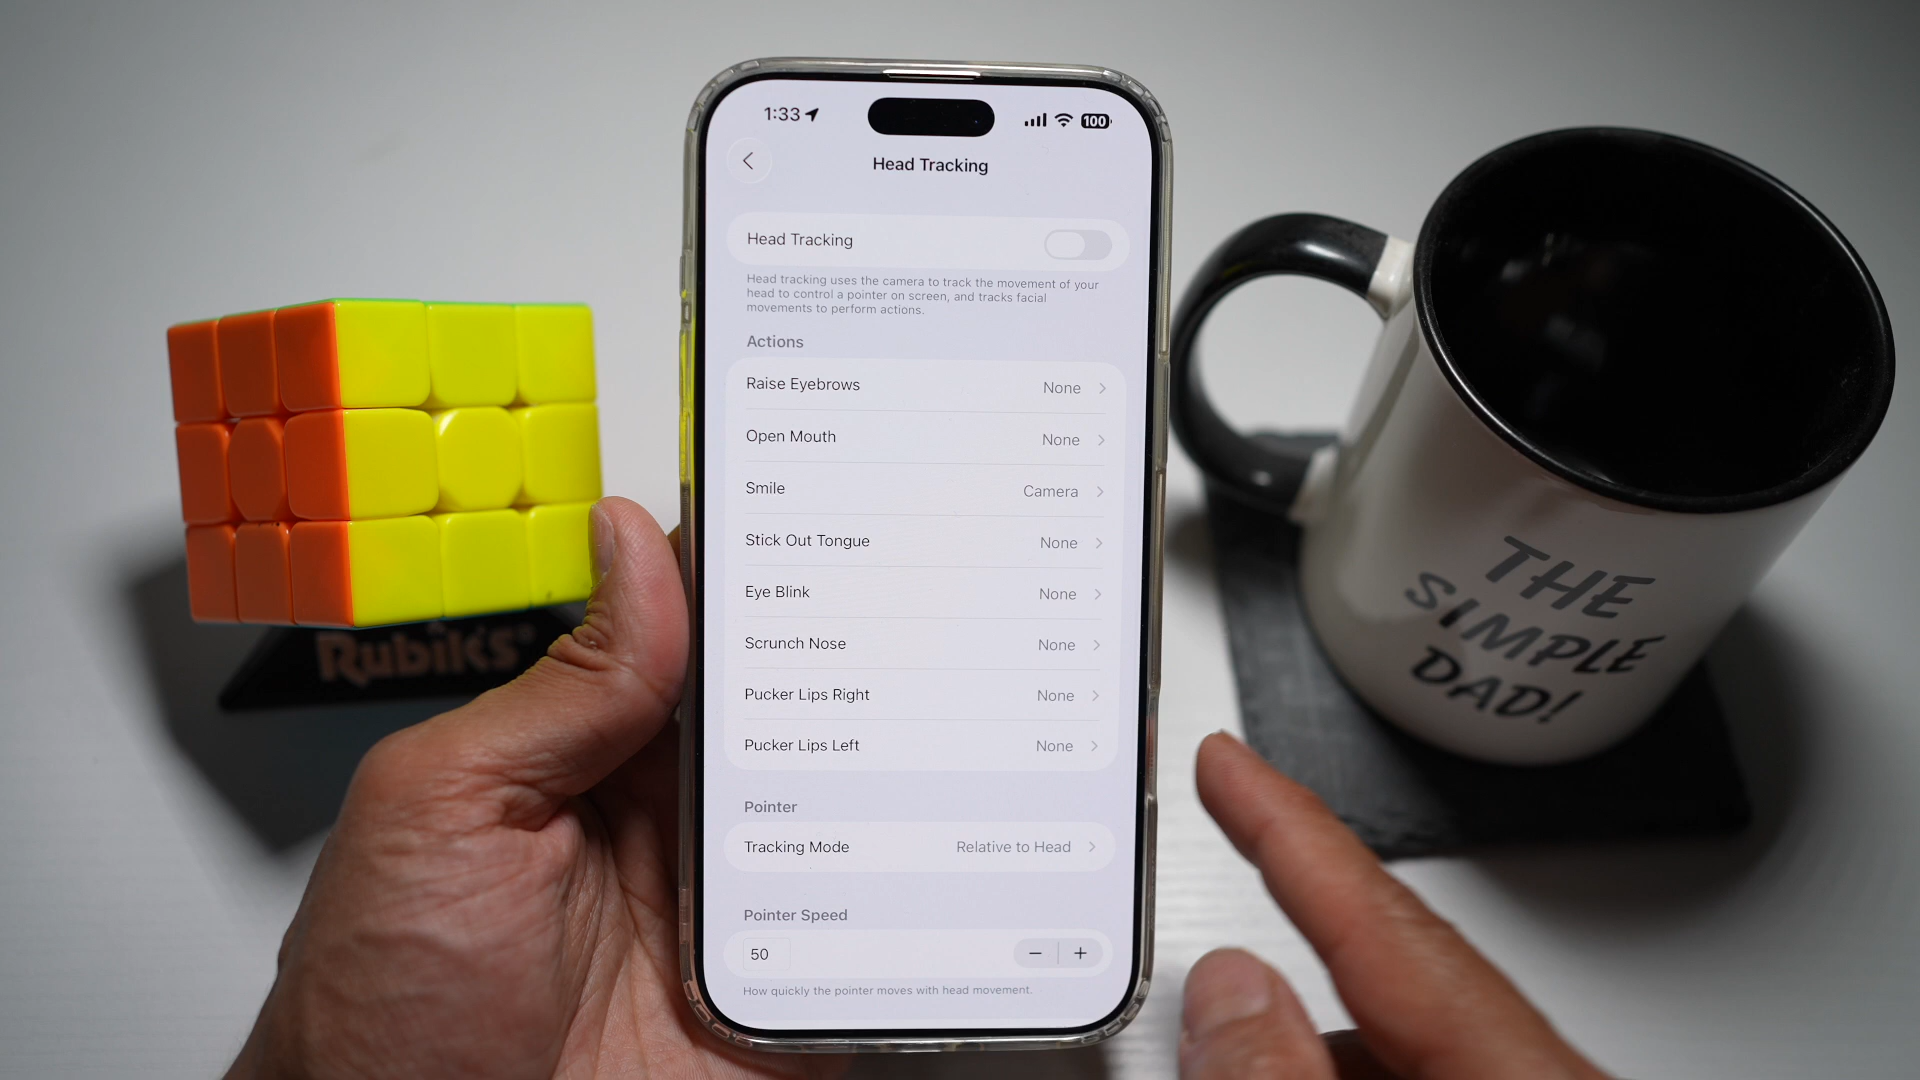 1:33
100
Head Tracking
Head Tracking
Head tracking uses the camera to track the movement of your
head to control a pointer on screen, and tracks facial
movements to perform actions.
Actions
Raise Eyebrows None
Open Mouth None
Smile Camera
Stick Out Tongue None
Eye Blink None
Scrunch Nose None
Pucker Lips Right None
Pucker Lips Left None
Pointer
Tracking Mode Relative to Head
Pointer Speed
50 − +
How quickly the pointer moves with head movement.
Rubik's®
THE
SIMPLE
DAD!